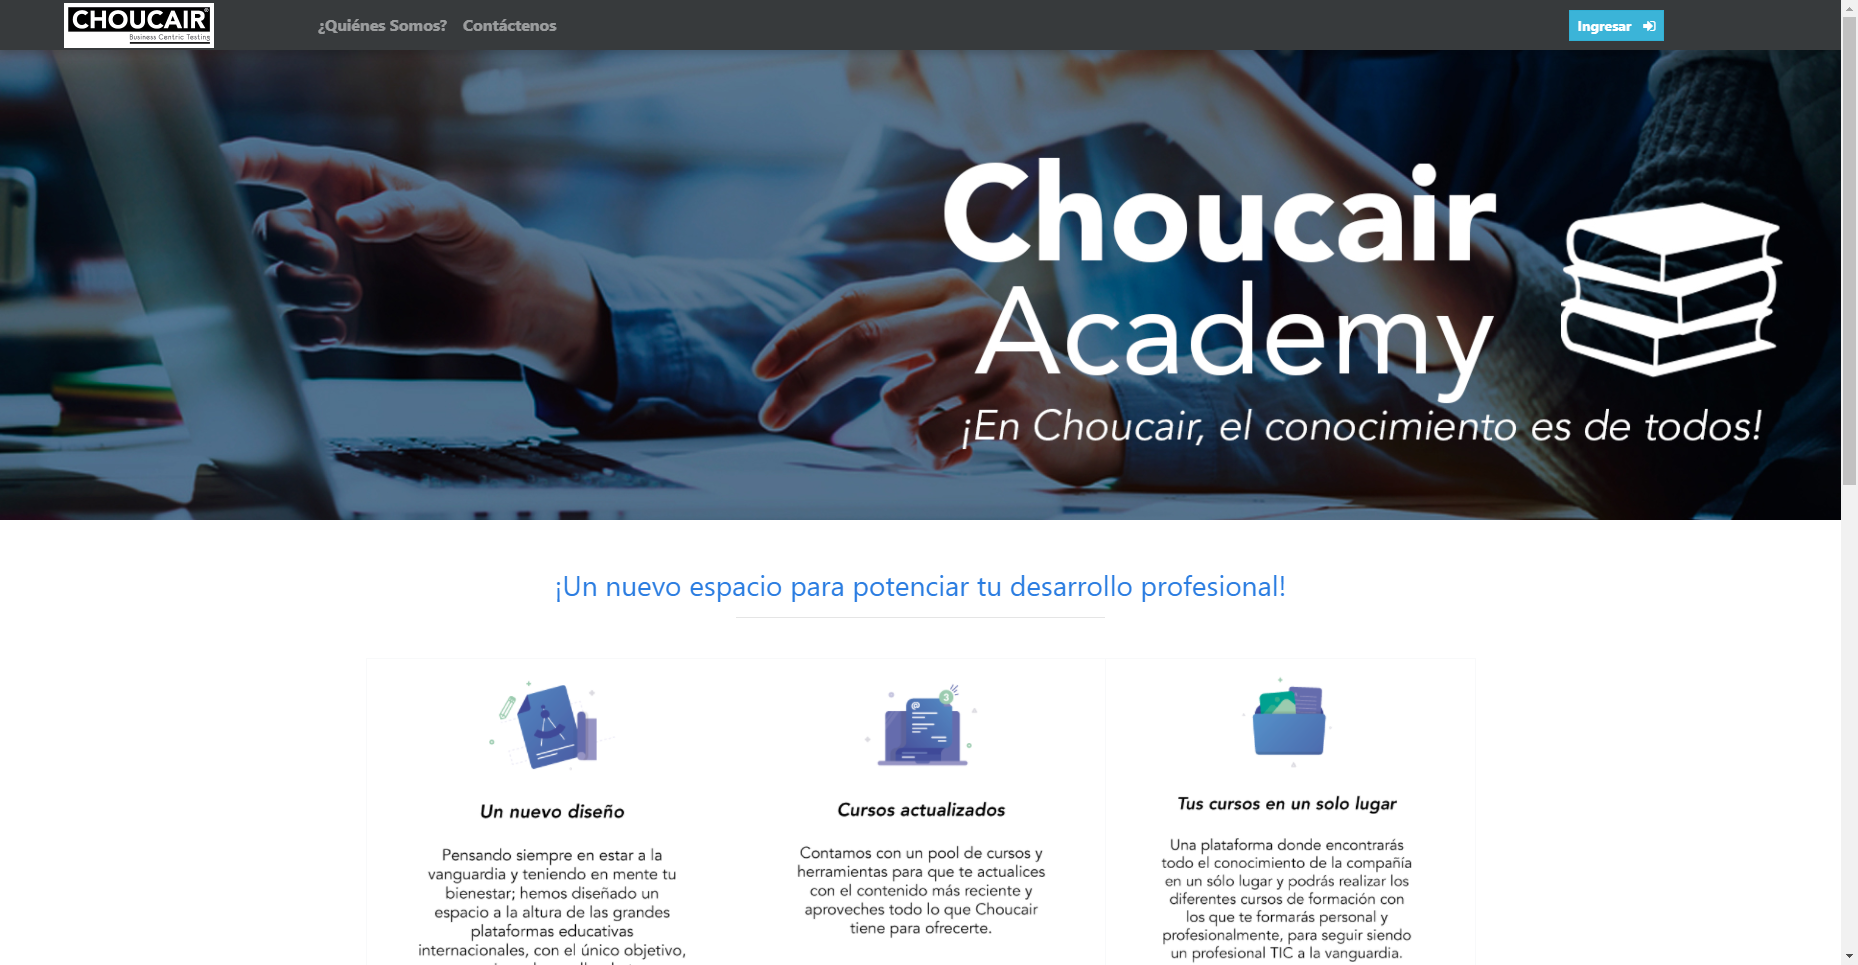 CHOUCAIR®
Business Centric Testing
¿Quiénes Somos? Contáctenos
Ingresar
Choucair
Academy
¡En Choucair, el conocimiento es de todos!
¡Un nuevo espacio para potenciar tu desarrollo profesional!
Un nuevo diseño
Pensando siempre en estar a la
vanguardia y teniendo en mente tu
bienestar; hemos diseñado un
espacio a la altura de las grandes
plataformas educativas
internacionales, con el único objetivo,
3
@
Cursos actualizados
Contamos con un pool de cursos y
herramientas para que te actualices
con el contenido más reciente y
aproveches todo lo que Choucair
tiene para ofrecerte.
Tus cursos en un solo lugar
Una plataforma donde encontrarás
todo el conocimiento de la compañía
en un sólo lugar y podrás realizar los
diferentes cursos de formación con
los que te formarás personal y
profesionalmente, para seguir siendo
un profesional TIC a la vanguardia.